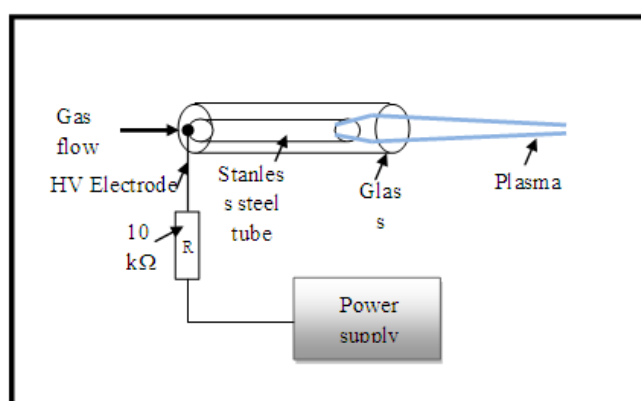 Gas
flow
HV Electrode
Stanles
s steel
tube
Glas
s
Plasma
10
kΩ
R
Power
supply